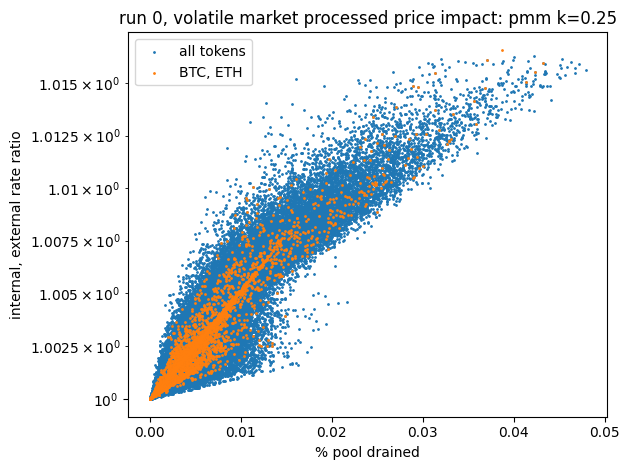 run 0, volatile market processed price impact: pmm k=0.25
all tokens
BTC, ETH
internal, external rate ratio
1.015 × 10⁰
1.0125 × 10⁰
1.01 × 10⁰
1.0075 × 10⁰
1.005 × 10⁰
1.0025 × 10⁰
10⁰
0.00 0.01 0.02 0.03 0.04 0.05
% pool drained